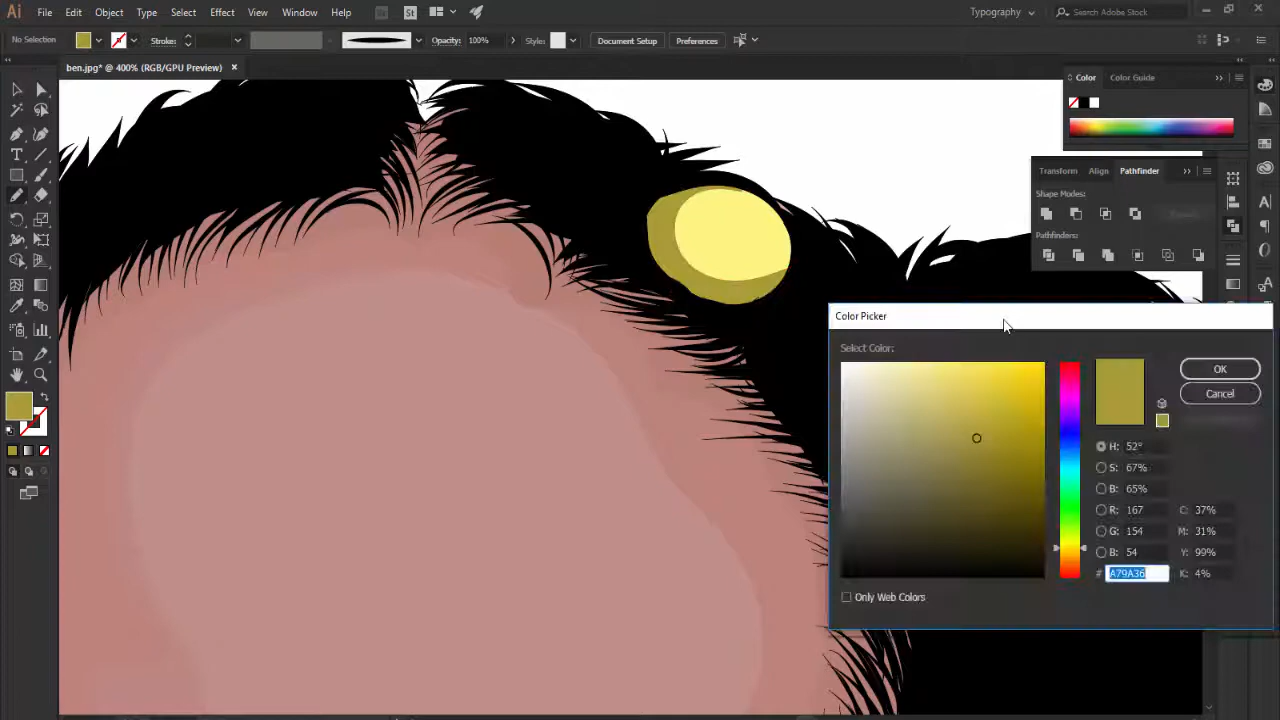 Ai File Edit Object Type Select Effect View Window Help Br St Typography Search Adobe Stock
No Selection Stroke: Opacity: 100% Style: Document Setup Preferences
ben.jpg* @ 400% (RGB/GPU Preview) ×
Color Color Guide
Transform Align Pathfinder
Shape Modes:
Pathfinders:
Color Picker
Select Color:
OK
Cancel
H: 52°
S: 67%
B: 65%
R: 167 C: 37%
G: 154 M: 31%
B: 54 Y: 99%
# A79A36 K: 4%
Only Web Colors